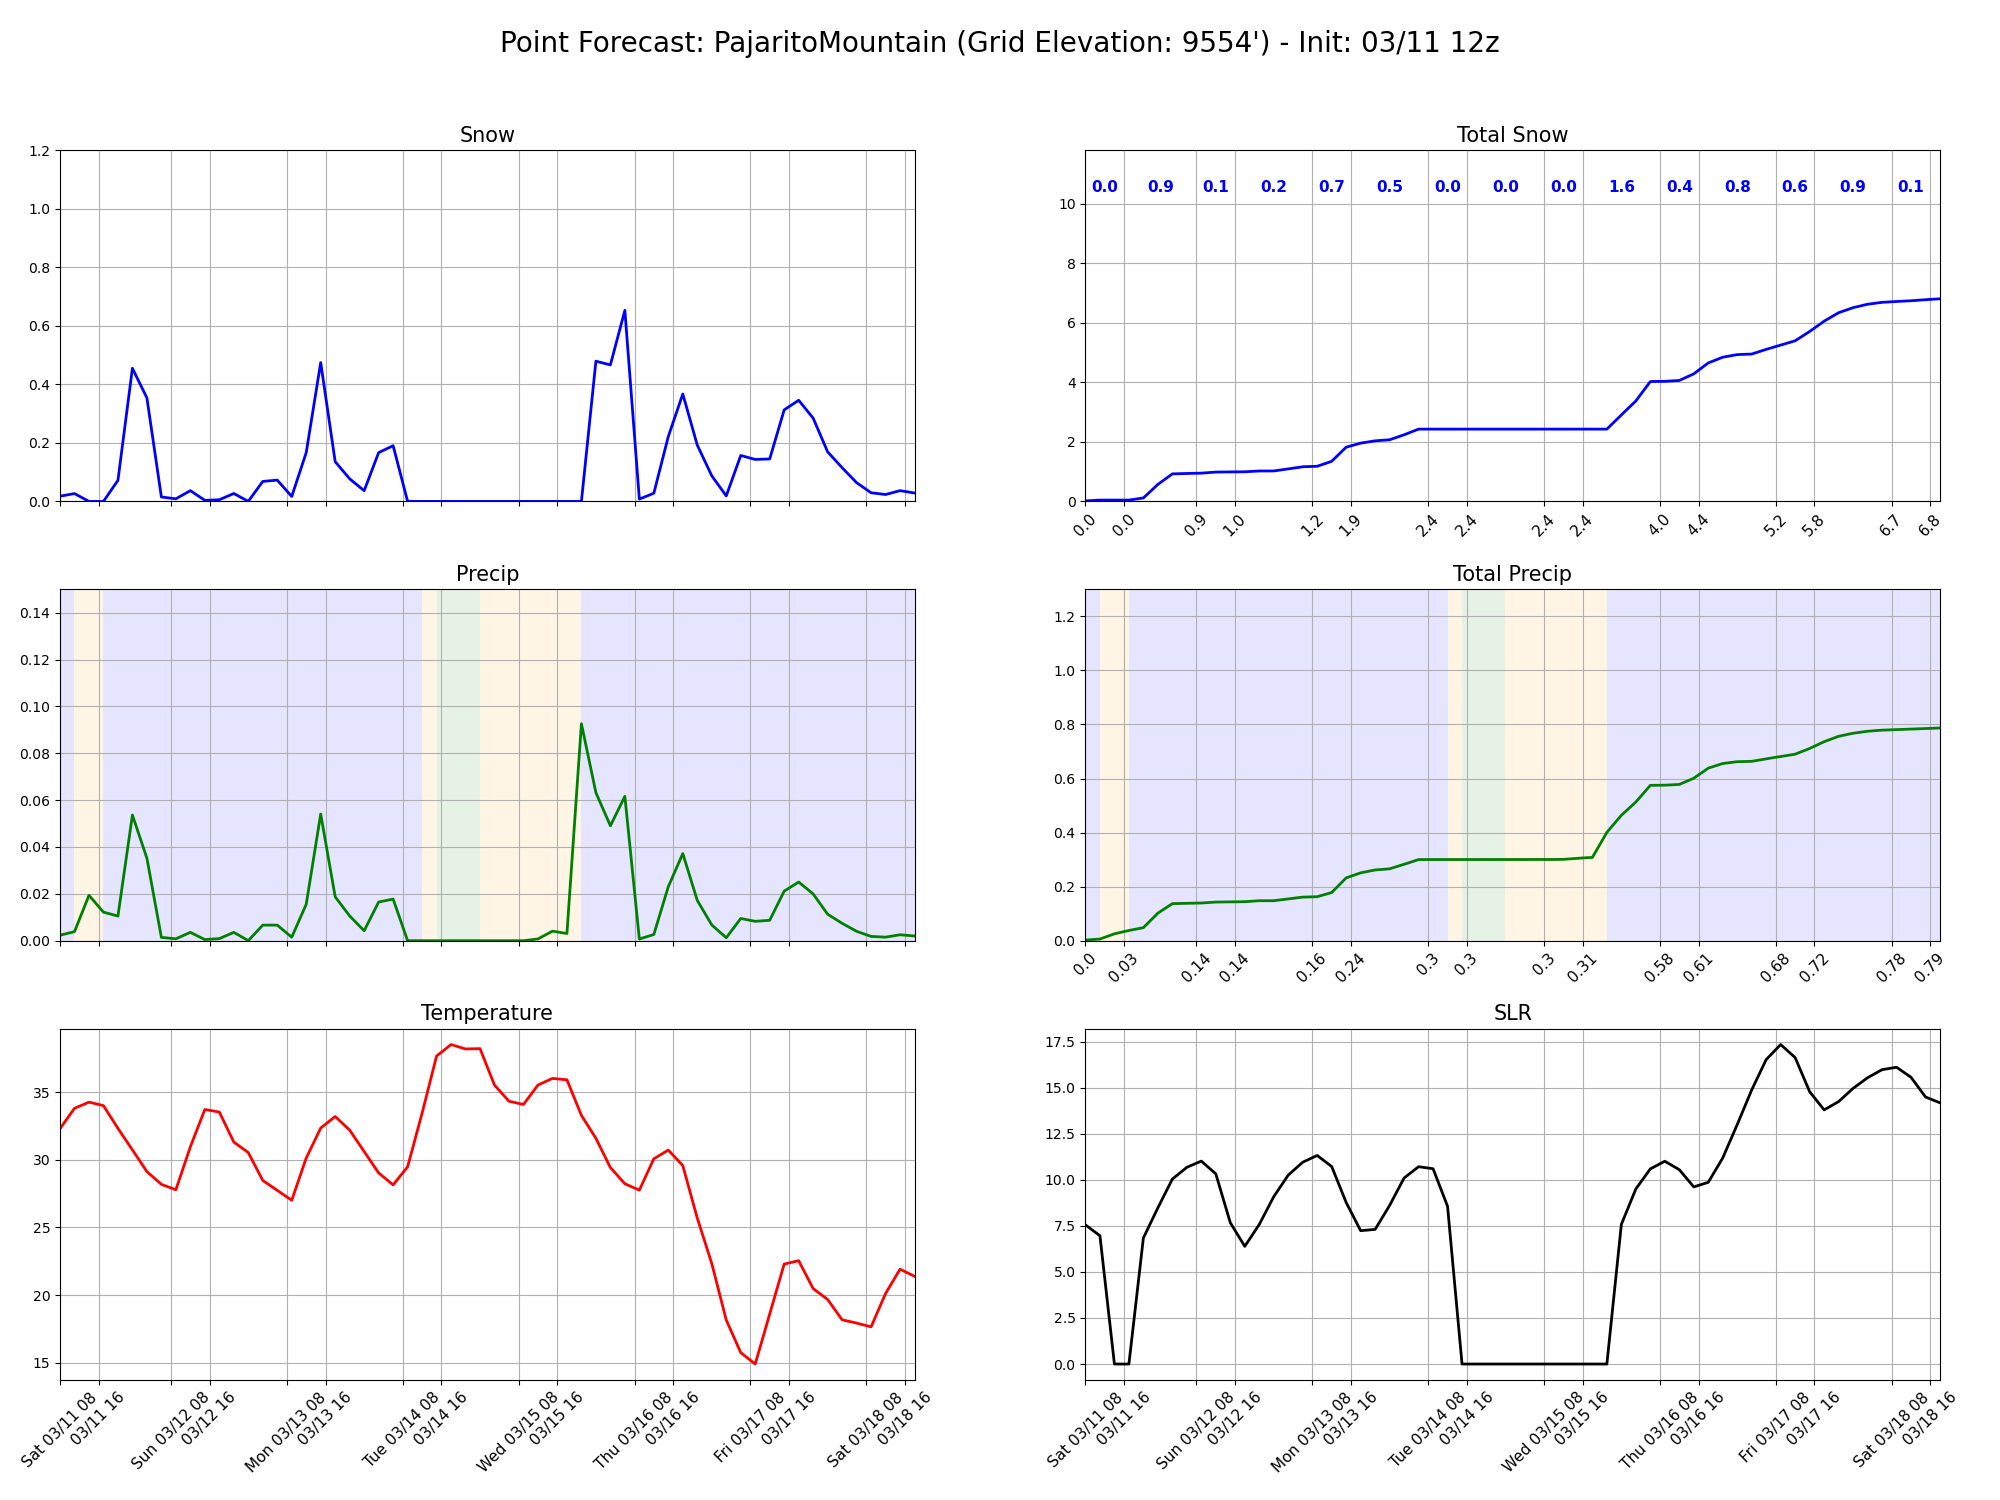 Point Forecast: PajaritoMountain (Grid Elevation: 9554') - Init: 03/11 12z
Snow
1.2
1.0
0.8
0.6
0.4
0.2
0.0
Total Snow
0.0 0.9 0.1 0.2 0.7 0.5 0.0 0.0 0.0 1.6 0.4 0.8 0.6 0.9 0.1
10
8
6
4
2
0
0.0 0.0 0.9 1.0 1.2 1.9 2.4 2.4 2.4 2.4 4.0 4.4 5.2 5.8 6.7 6.8
Precip
0.14
0.12
0.10
0.08
0.06
0.04
0.02
0.00
Total Precip
1.2
1.0
0.8
0.6
0.4
0.2
0.0
0.0 0.03 0.14 0.14 0.16 0.24 0.3 0.3 0.3 0.31 0.58 0.61 0.68 0.72 0.78 0.79
Temperature
35
30
25
20
15
Sat 03/11 08
03/11 16
Sun 03/12 08
03/12 16
Mon 03/13 08
03/13 16
Tue 03/14 08
03/14 16
Wed 03/15 08
03/15 16
Thu 03/16 08
03/16 16
Fri 03/17 08
03/17 16
Sat 03/18 08
03/18 16
SLR
17.5
15.0
12.5
10.0
7.5
5.0
2.5
0.0
Sat 03/11 08
03/11 16
Sun 03/12 08
03/12 16
Mon 03/13 08
03/13 16
Tue 03/14 08
03/14 16
Wed 03/15 08
03/15 16
Thu 03/16 08
03/16 16
Fri 03/17 08
03/17 16
Sat 03/18 08
03/18 16